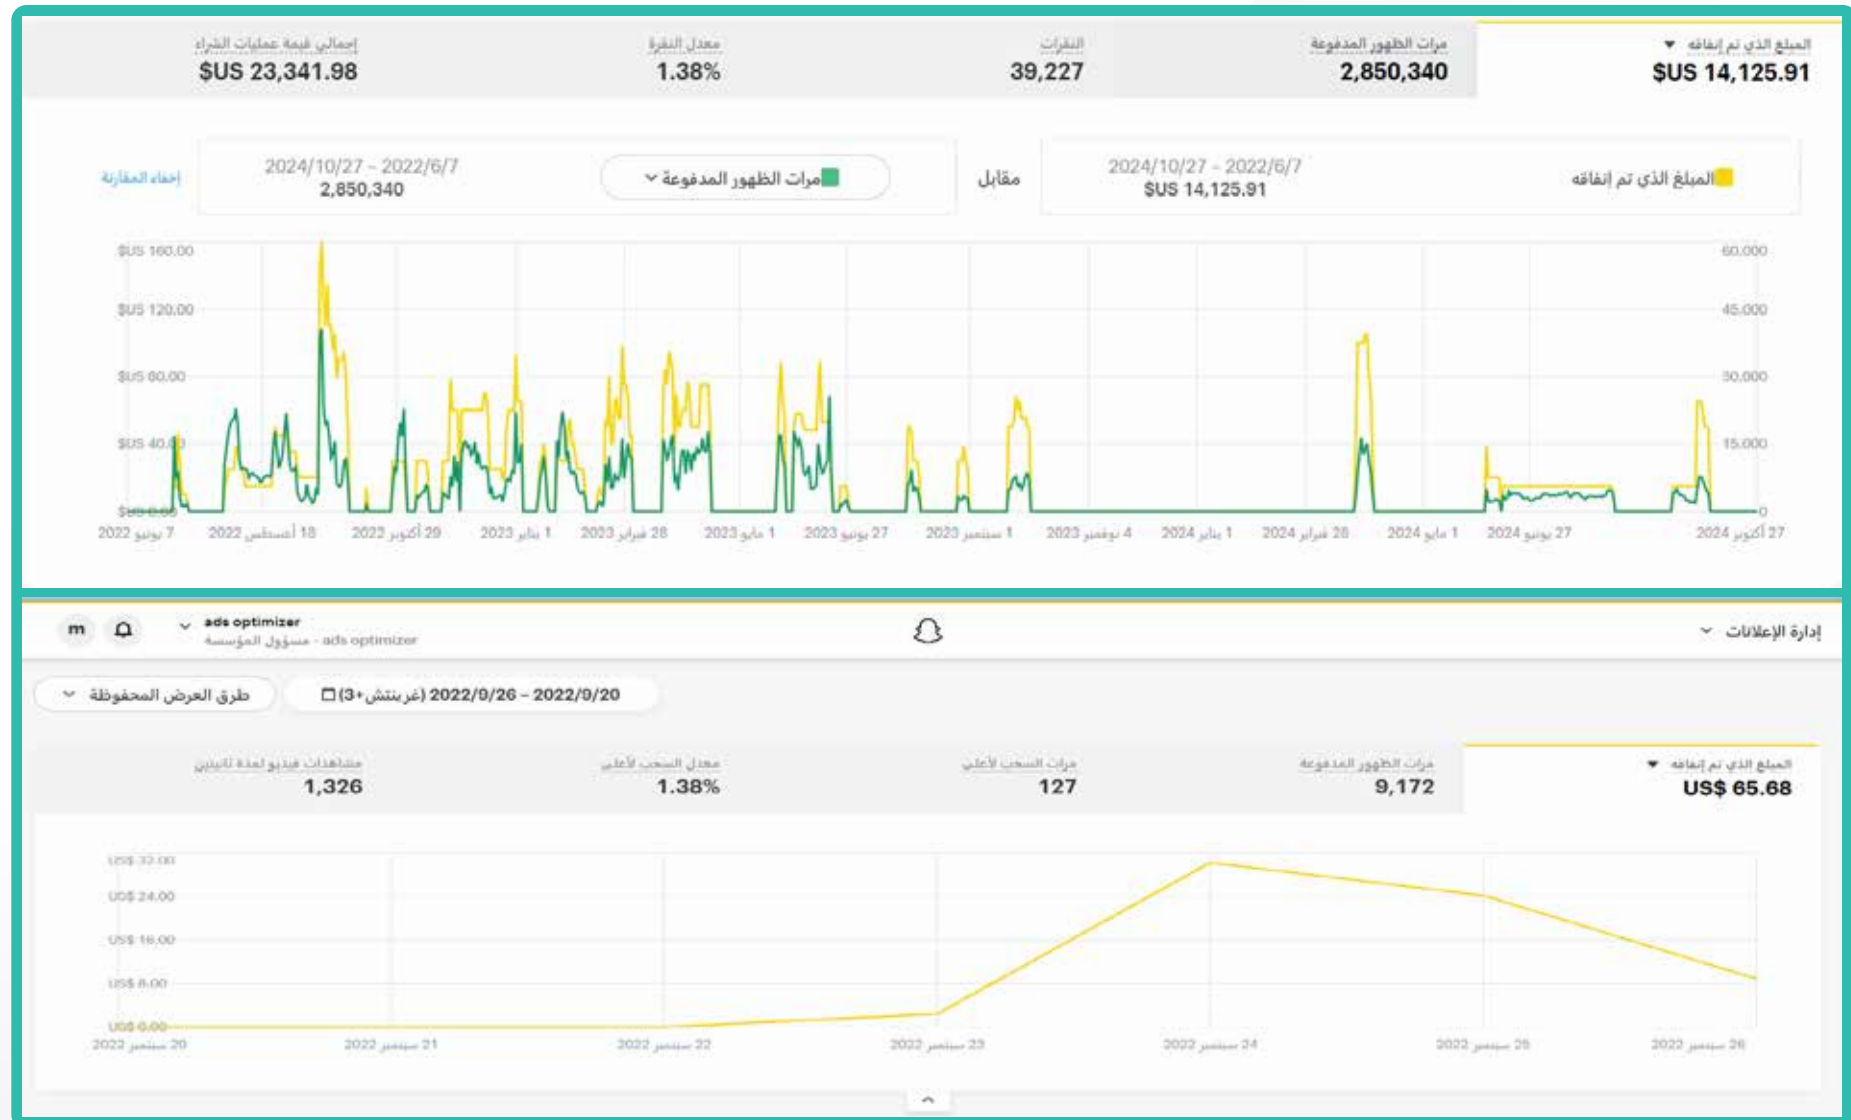 المبلغ الذي تم إنفاقه
$US 14,125.91
مرات الظهور المدفوعة
2,850,340
النقرات
39,227
معدل النقرة
1.38%
إجمالي قيمة عمليات الشراء
$US 23,341.98
المبلغ الذي تم إنفاقه
2024/10/27 – 2022/6/7
$US 14,125.91
مقابل
مرات الظهور المدفوعة
2024/10/27 – 2022/6/7
2,850,340
إخفاء المقارنة
$US 160.00
$US 120.00
$US 80.00
$US 40.00
$US 0.00
60,000
45,000
30,000
15,000
0
7 يونيو 2022
18 أغسطس 2022
29 أكتوبر 2022
1 يناير 2023
28 فبراير 2023
1 مايو 2023
27 يونيو 2023
1 سبتمبر 2023
4 نوفمبر 2023
1 يناير 2024
28 فبراير 2024
1 مايو 2024
27 يونيو 2024
27 أكتوبر 2024
إدارة الإعلانات
ads optimizer
ads optimizer - مسؤول المؤسسة
m
2022/9/20 – 2022/9/26 (غرينتش+3)
طرق العرض المحفوظة
المبلغ الذي تم إنفاقه
US$ 65.68
مرات الظهور المدفوعة
9,172
مرات السحب لأعلى
127
معدل السحب لأعلى
1.38%
مشاهدات فيديو لمدة ثانيتين
1,326
US$ 32.00
US$ 24.00
US$ 16.00
US$ 8.00
US$ 0.00
20 سبتمبر 2022
21 سبتمبر 2022
22 سبتمبر 2022
23 سبتمبر 2022
24 سبتمبر 2022
25 سبتمبر 2022
26 سبتمبر 2022